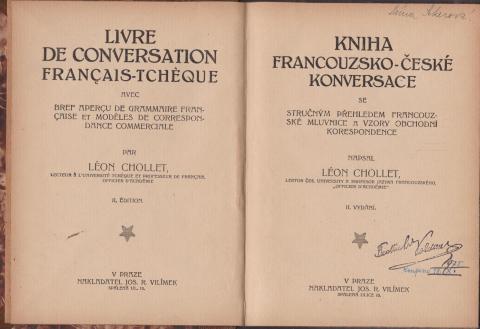 LIVRE
DE CONVERSATION
FRANÇAIS-TCHÈQUE
AVEC
BREF APERÇU DE GRAMMAIRE FRAN-
ÇAISE ET MODÈLES DE CORRESPON-
DANCE COMMERCIALE
PAR
LÉON CHOLLET,
LECTEUR À L'UNIVERSITÉ TCHÈQUE ET PROFESSEUR DE FRANÇAIS,
OFFICIER D'ACADÉMIE
II. ÉDITION
V PRAZE
NAKLADATEL JOS. R. VILÍMEK
SPÁLENÁ UL. 15.
KNIHA
FRANCOUZSKO-ČESKÉ
KONVERSACE
SE
STRUČNÝM PŘEHLEDEM FRANCOUZ-
SKÉ MLUVNICE A VZORY OBCHODNÍ
KORESPONDENCE
NAPSAL
LÉON CHOLLET,
LEKTOR ČES. UNIVERSITY A PROFESOR JAZYKA FRANCOUZSKÉHO,
„OFFICIER D'ACADÉMIE"
II. VYDÁNÍ.
V PRAZE
NAKLADATEL JOS. R. VILÍMEK
SPÁLENÁ ULICE 15.